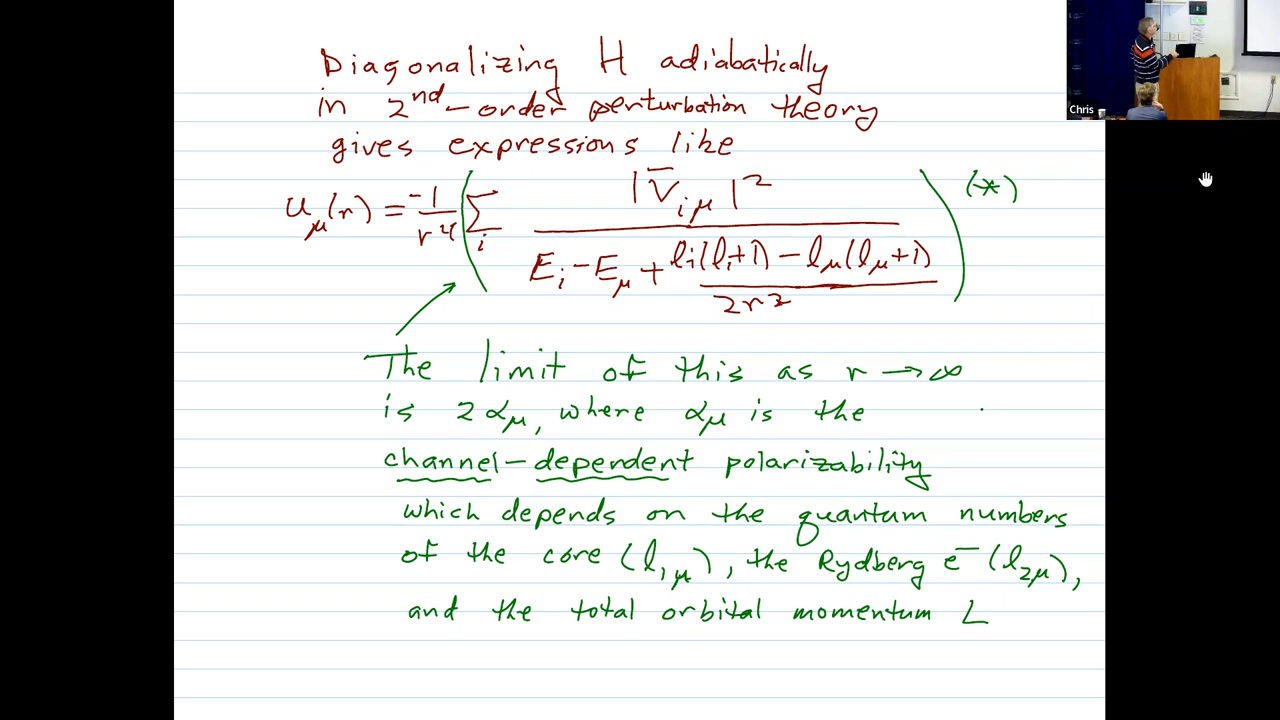 Diagonalizing H adiabatically
in 2nd-order perturbation theory
gives expressions like
U_μ(r) = -1/r⁴ ( Σ_i |V̄_iμ|² / (E_i - E_μ + (l_i(l_i+1) - l_μ(l_μ+1))/2r²) ) (*)
The limit of this as r → ∞
is 2α_μ, where α_μ is the
channel-dependent polarizability
which depends on the quantum numbers
of the core (l_1μ), the Rydberg e⁻ (l_2μ),
and the total orbital momentum L
Chris